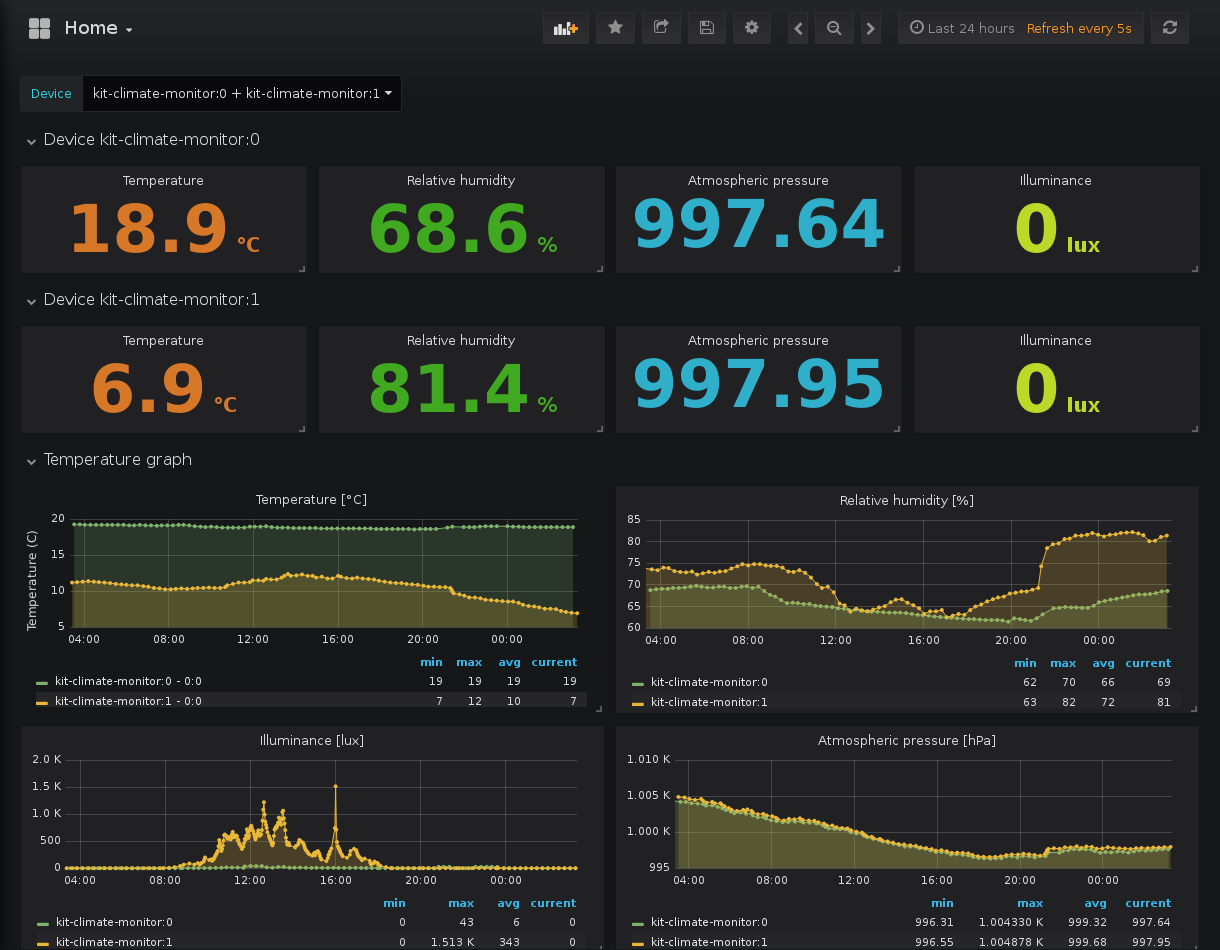 Home
Last 24 hours Refresh every 5s
Device kit-climate-monitor:0 + kit-climate-monitor:1
Device kit-climate-monitor:0
Temperature Relative humidity Atmospheric pressure Illuminance
18.9 °C 68.6 % 997.64 0 lux
Device kit-climate-monitor:1
Temperature Relative humidity Atmospheric pressure Illuminance
6.9 °C 81.4 % 997.95 0 lux
Temperature graph
Temperature [°C]
Temperature (C)
20
15
10
5
04:00 08:00 12:00 16:00 20:00 00:00
min max avg current
kit-climate-monitor:0 - 0:0 19 19 19 19
kit-climate-monitor:1 - 0:0 7 12 10 7
Relative humidity [%]
85
80
75
70
65
60
04:00 08:00 12:00 16:00 20:00 00:00
min max avg current
kit-climate-monitor:0 62 70 66 69
kit-climate-monitor:1 63 82 72 81
Illuminance [lux]
2.0 K
1.5 K
1.0 K
500
0
04:00 08:00 12:00 16:00 20:00 00:00
min max avg current
kit-climate-monitor:0 0 43 6 0
kit-climate-monitor:1 0 1.513 K 343 0
Atmospheric pressure [hPa]
1.010 K
1.005 K
1.000 K
995
04:00 08:00 12:00 16:00 20:00 00:00
min max avg current
kit-climate-monitor:0 996.31 1.004330 K 999.32 997.64
kit-climate-monitor:1 996.55 1.004878 K 999.68 997.95